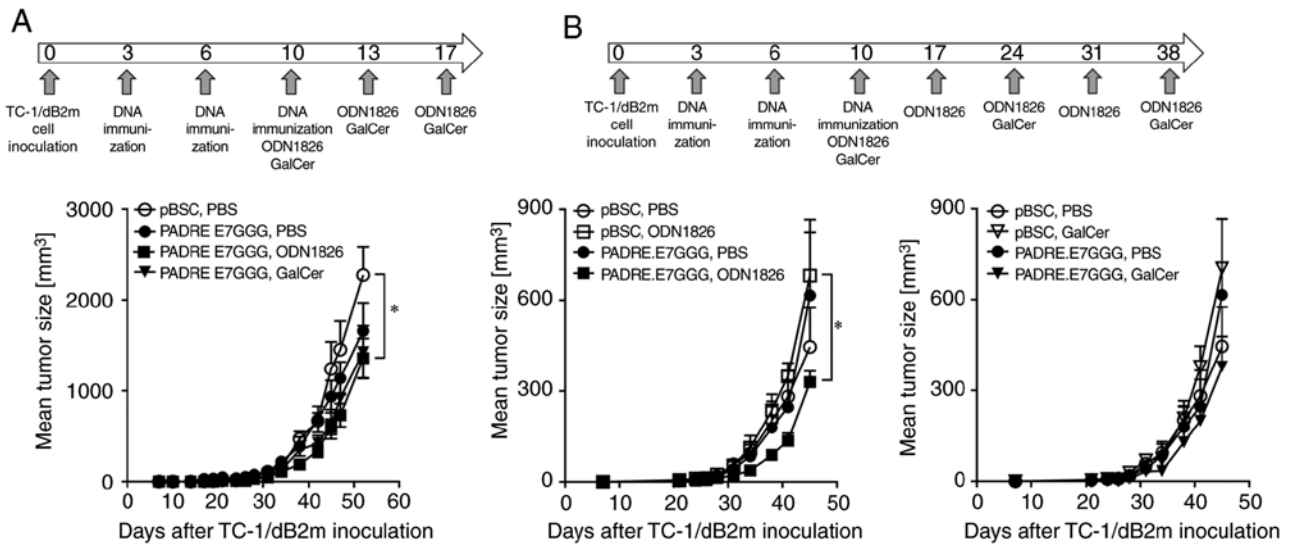 A
0 3 6 10 13 17
TC-1/dB2m
cell
inoculation
DNA
immuni-
zation
DNA
immuni-
zation
DNA
immunization
ODN1826
GalCer
ODN1826
GalCer
ODN1826
GalCer
B
0 3 6 10 17 24 31 38
TC-1/dB2m
cell
inoculation
DNA
immuni-
zation
DNA
immuni-
zation
DNA
immunization
ODN1826
GalCer
ODN1826
ODN1826
GalCer
ODN1826
ODN1826
GalCer
Mean tumor size [mm³]
3000
2000
1000
0
pBSC, PBS
PADRE E7GGG, PBS
PADRE E7GGG, ODN1826
PADRE E7GGG, GalCer
*
0 10 20 30 40 50 60
Days after TC-1/dB2m inoculation
Mean tumor size [mm³]
900
600
300
0
pBSC, PBS
pBSC, ODN1826
PADRE.E7GGG, PBS
PADRE.E7GGG, ODN1826
*
0 10 20 30 40 50
Days after TC-1/dB2m inoculation
Mean tumor size [mm³]
900
600
300
0
pBSC, PBS
pBSC, GalCer
PADRE.E7GGG, PBS
PADRE.E7GGG, GalCer
0 10 20 30 40 50
Days after TC-1/dB2m inoculation